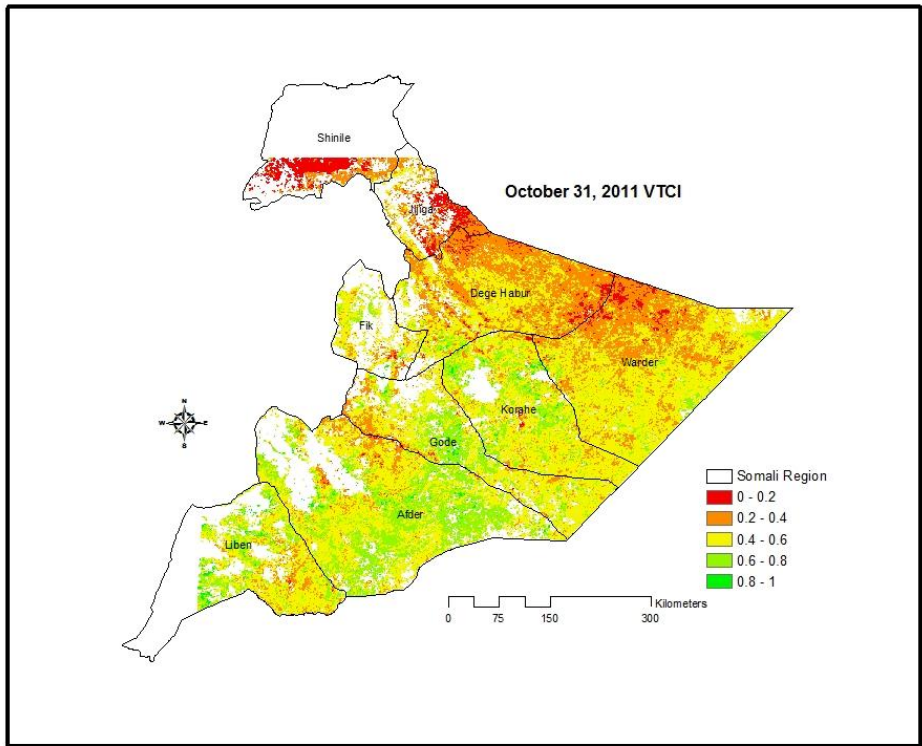 Shinile
October 31, 2011 VTCI
Jijiga
Dege Habur
Fik
Warder
N
W E
S
Korahe
Gode
Afder
Liben
Somali Region
0 - 0.2
0.2 - 0.4
0.4 - 0.6
0.6 - 0.8
0.8 - 1
Kilometers
0 75 150 300